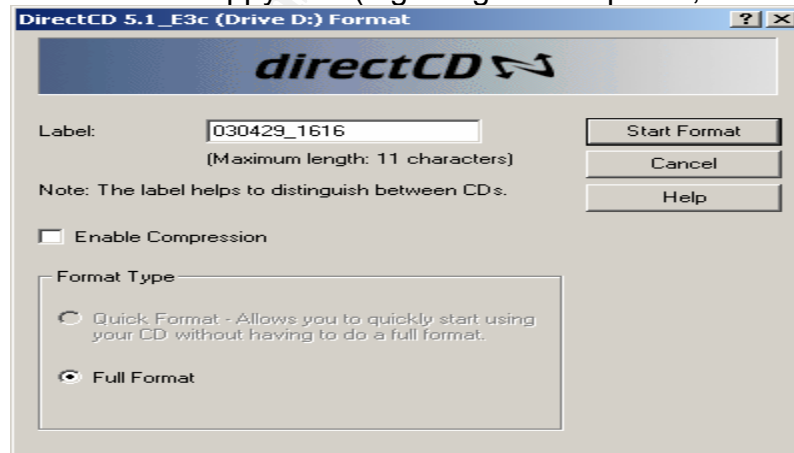 DirectCD 5.1_E3c (Drive D:) Format
directCD
Label: 030429_1616 Start Format
(Maximum length: 11 characters) Cancel
Note: The label helps to distinguish between CDs. Help
Enable Compression
Format Type
Quick Format - Allows you to quickly start using
your CD without having to do a full format.
Full Format